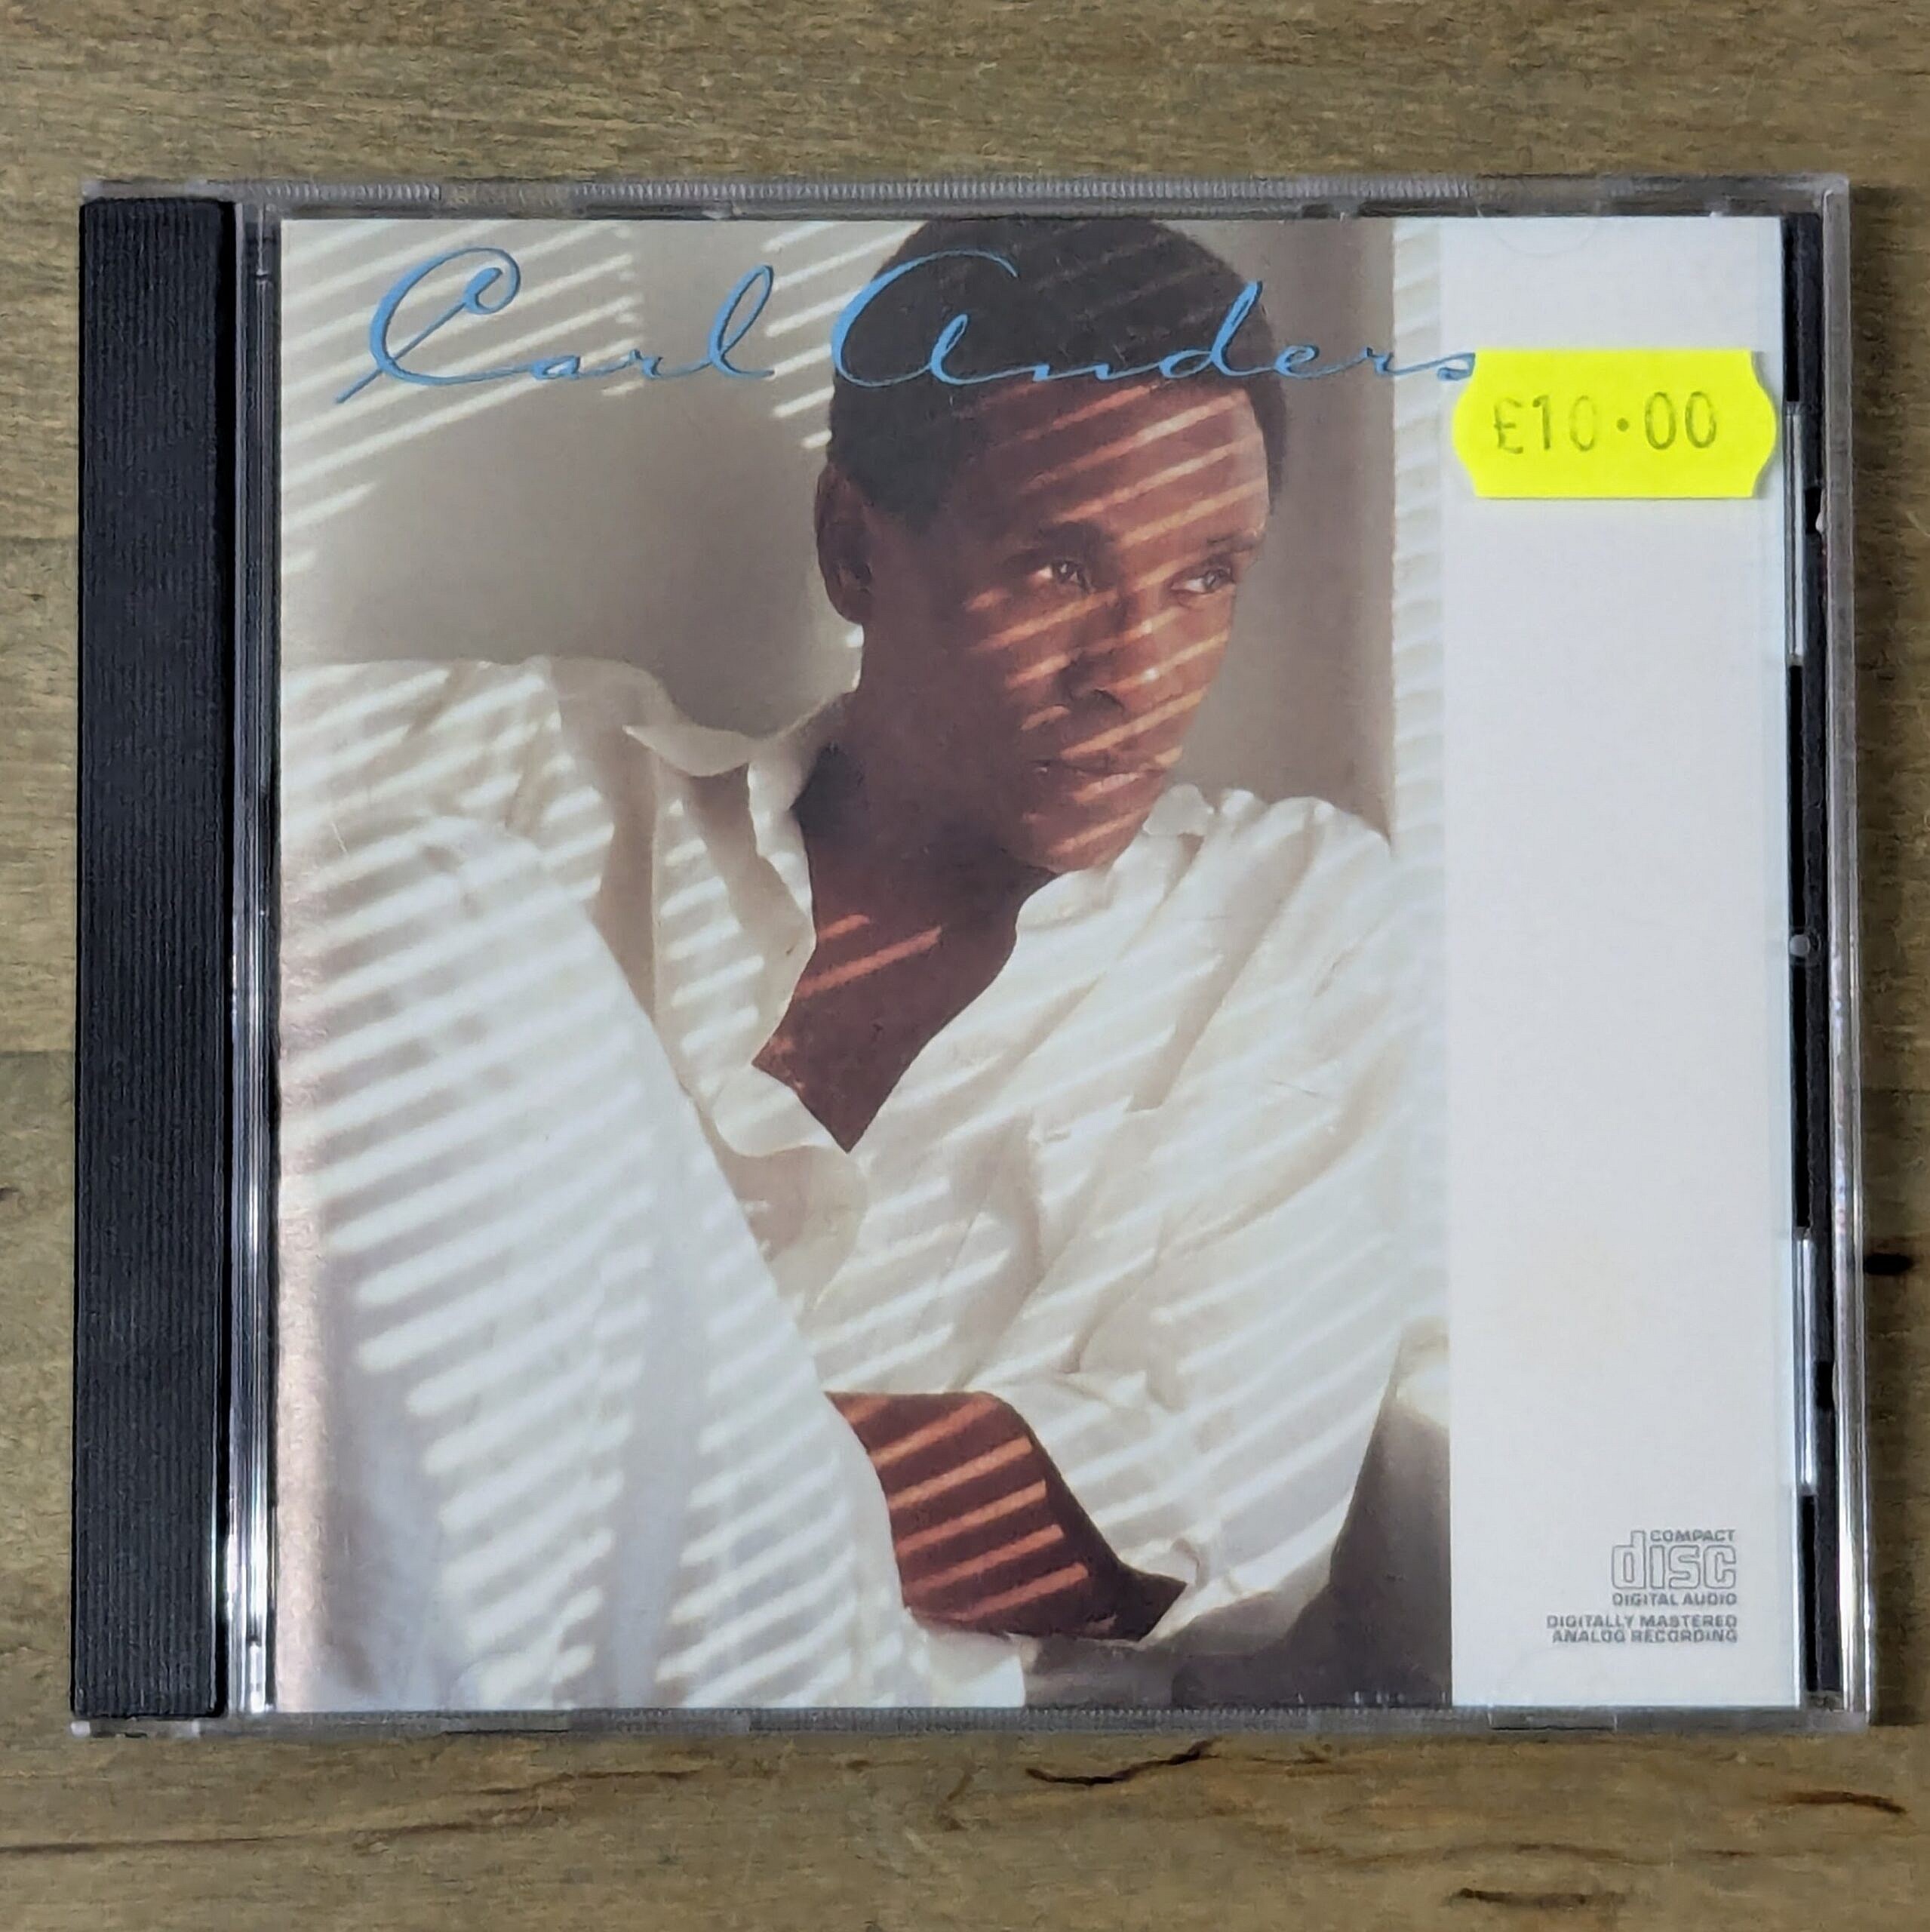 Carl Anders
£10.00
COMPACT
disc
DIGITAL AUDIO
DIGITALLY MASTERED
ANALOG RECORDING